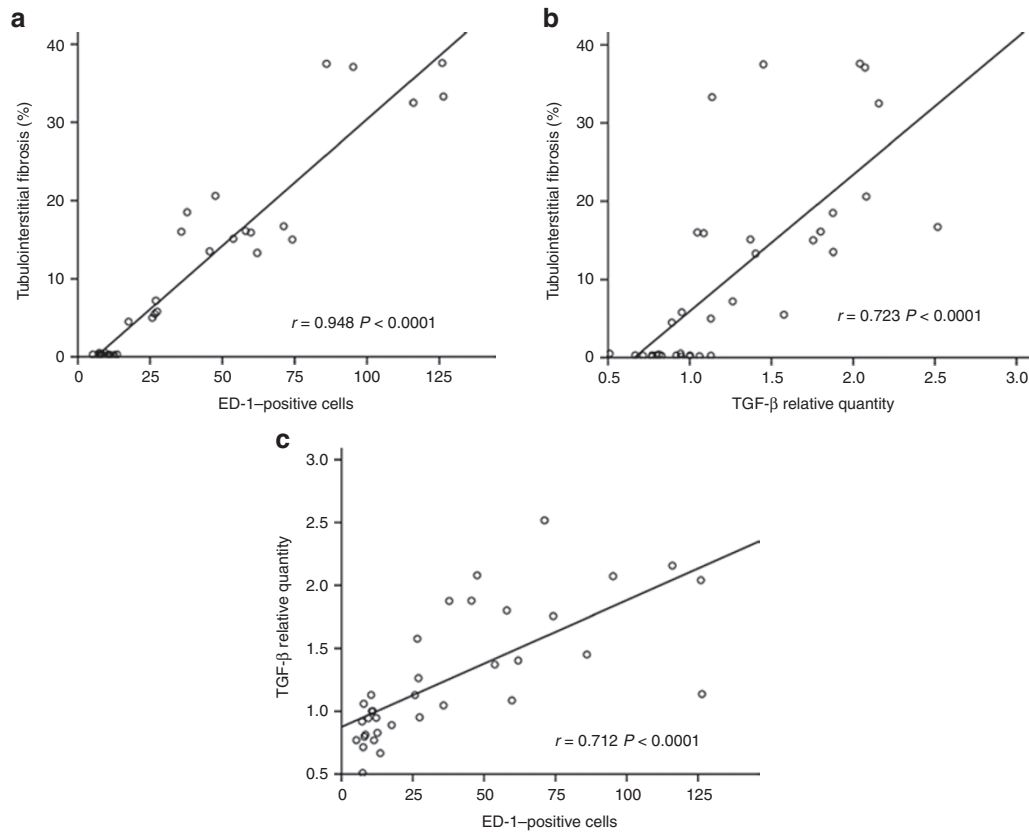 a
Tubulointerstitial fibrosis (%)
40
30
20
10
0
0 25 50 75 100 125
ED-1–positive cells
r = 0.948 P < 0.0001
b
Tubulointerstitial fibrosis (%)
40
30
20
10
0
0.5 1.0 1.5 2.0 2.5 3.0
TGF-β relative quantity
r = 0.723 P < 0.0001
c
TGF-β relative quantity
3.0
2.5
2.0
1.5
1.0
0.5
0 25 50 75 100 125
ED-1–positive cells
r = 0.712 P < 0.0001